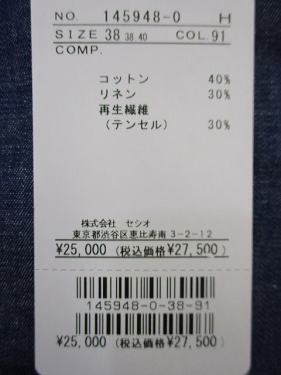 NO. 145948-0 H
SIZE 38 38 40 COL. 91
COMP.
コットン 40%
リネン 30%
再生繊維
(テンセル) 30%
株式会社 セシオ
東京都渋谷区恵比寿南3-2-12
¥25,000 (税込価格¥27,500)
145948-0-38-91
¥25,000 (税込価格¥27,500)